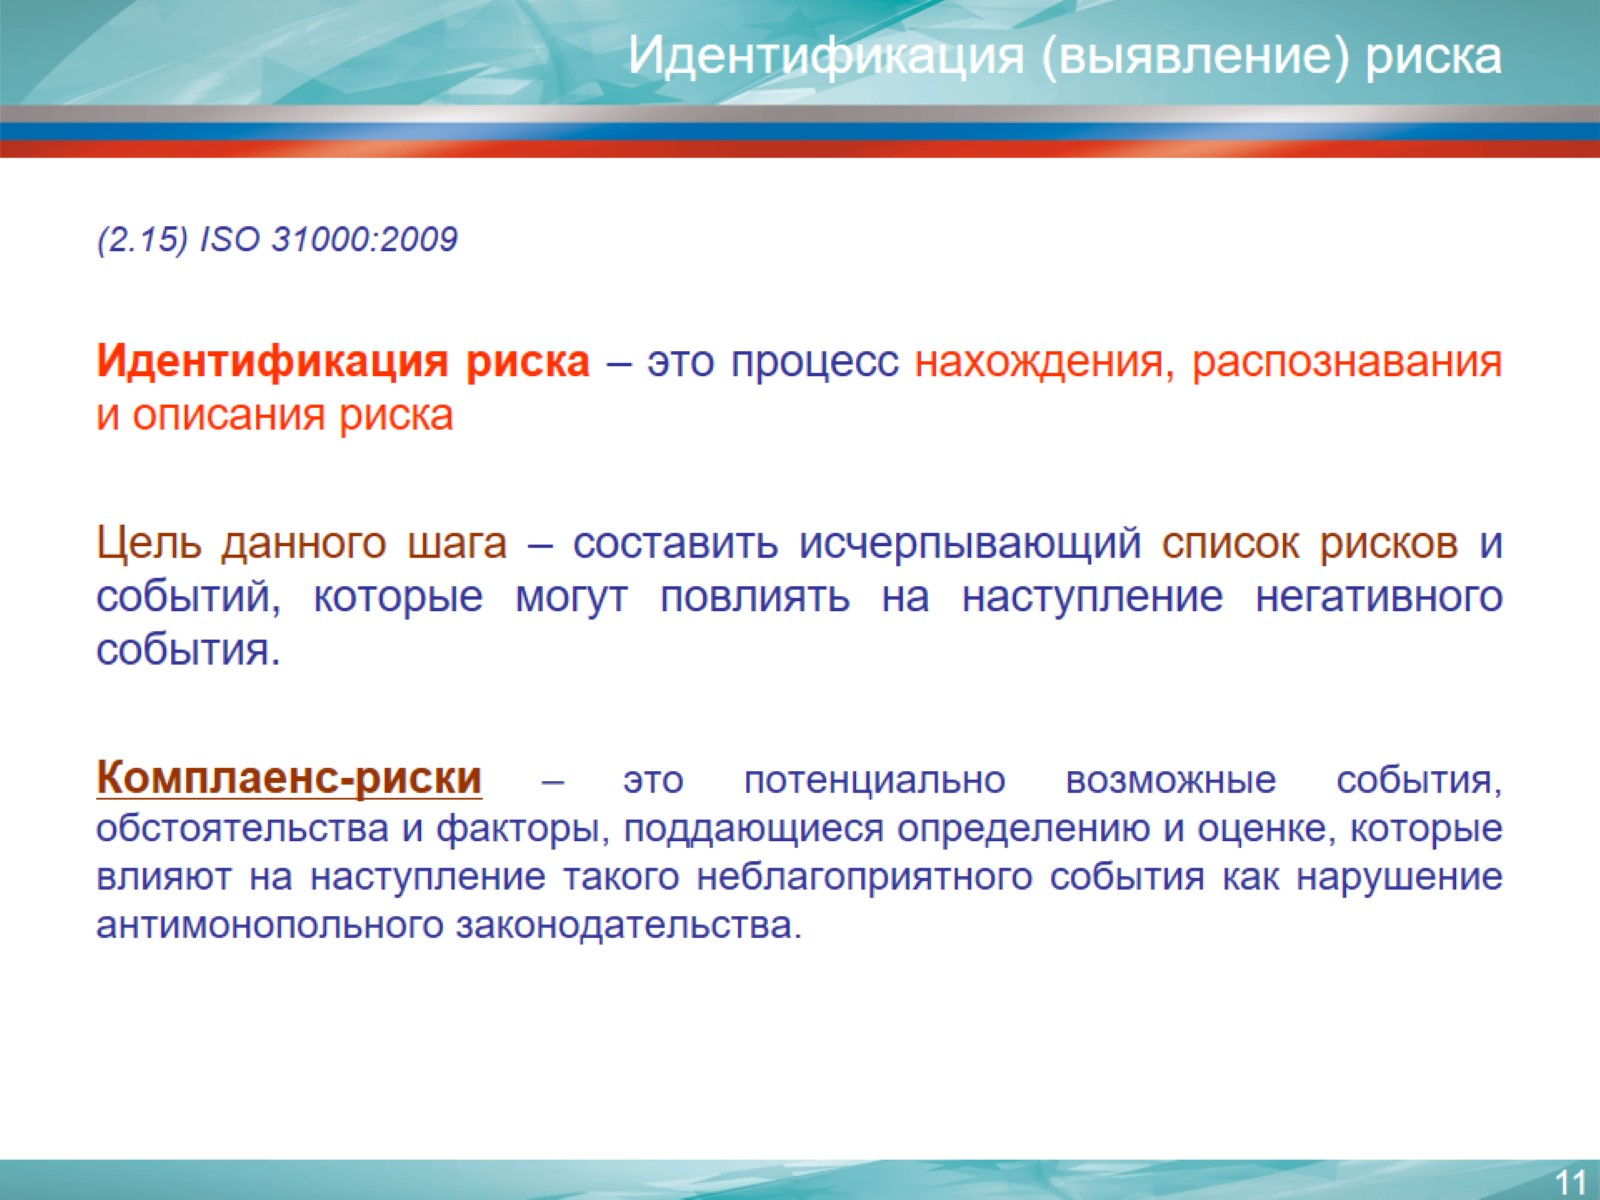 Идентификация (выявление) риска
(2.15) ISO 31000:2009
Идентификация риска – это процесс нахождения, распознавания
и описания риска
Цель данного шага – составить исчерпывающий список рисков и
событий, которые могут повлиять на наступление негативного
события.
Комплаенс-риски – это потенциально возможные события,
обстоятельства и факторы, поддающиеся определению и оценке, которые
влияют на наступление такого неблагоприятного события как нарушение
антимонопольного законодательства.
11